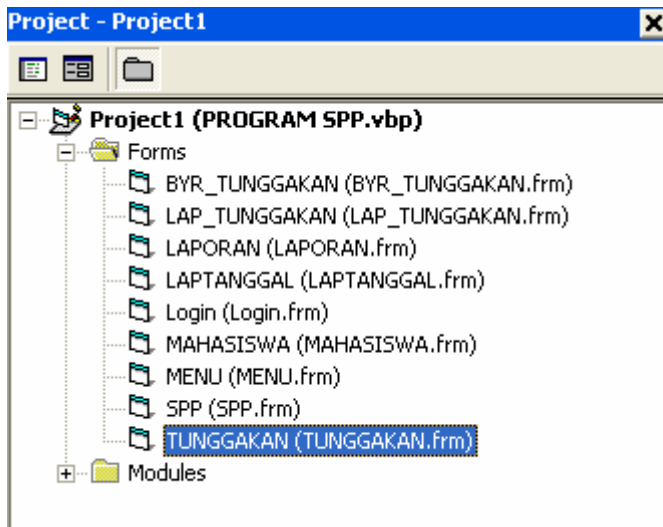 Project - Project1
Project1 (PROGRAM SPP.vbp)
Forms
BYR_TUNGGAKAN (BYR_TUNGGAKAN.frm)
LAP_TUNGGAKAN (LAP_TUNGGAKAN.frm)
LAPORAN (LAPORAN.frm)
LAPTANGGAL (LAPTANGGAL.frm)
Login (Login.frm)
MAHASISWA (MAHASISWA.frm)
MENU (MENU.frm)
SPP (SPP.frm)
TUNGGAKAN (TUNGGAKAN.frm)
Modules